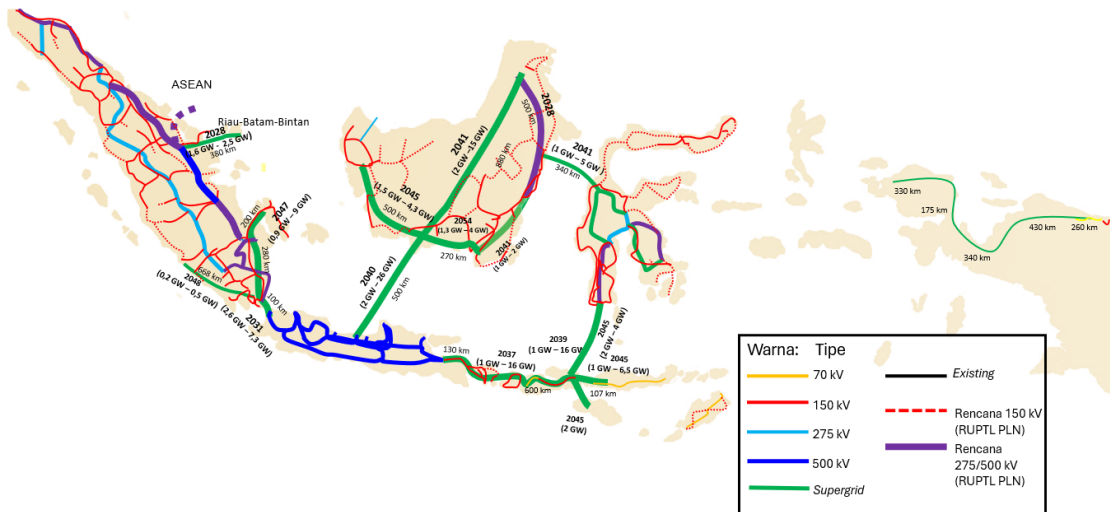 ASEAN
Riau-Batam-Bintan
2028
(1,6 GW - 2,5 GW)
380 km
2047
(0,9 GW – 9 GW)
200 km
280 km
668 km
2048
(0,2 GW – 0,5 GW)
100 km
2031
(2,6 GW – 7,3 GW)
2041
(2 GW –15 GW)
500 km
2028
880 km
2045
(1,5 GW – 4,3 GW)
500 km
2054
(1,3 GW – 4 GW)
270 km
2041
(1 GW – 2 GW)
2041
(1 GW – 5 GW)
340 km
2040
(2 GW – 26 GW)
500 km
130 km
2037
(1 GW – 16 GW)
600 km
2039
(1 GW – 16 GW)
2045
(2 GW – 4 GW)
2045
(1 GW – 6,5 GW)
107 km
2045
(2 GW)
330 km
175 km
340 km
430 km
260 km
Warna: Tipe
70 kV
150 kV
275 kV
500 kV
Supergrid
Existing
Rencana 150 kV
(RUPTL PLN)
Rencana
275/500 kV
(RUPTL PLN)